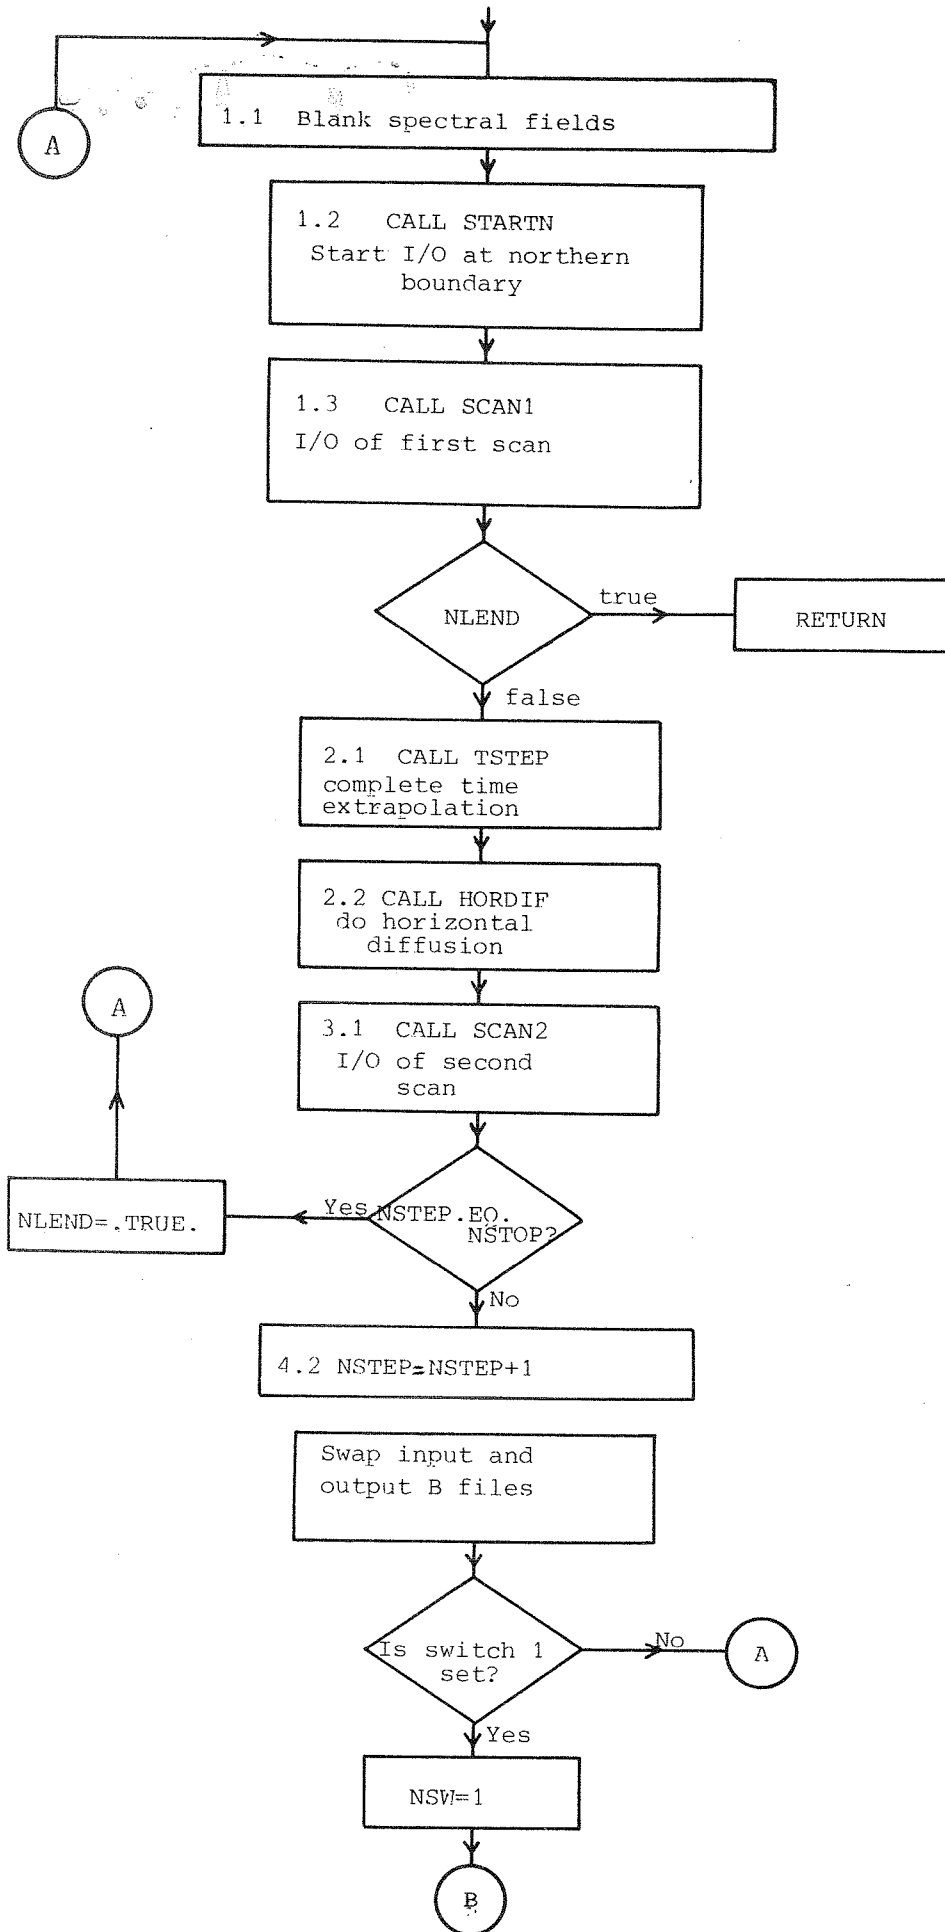 A
1.1 Blank spectral fields
1.2 CALL STARTN
Start I/O at northern
boundary
1.3 CALL SCAN1
I/O of first scan
NLEND
true
RETURN
false
2.1 CALL TSTEP
complete time
extrapolation
2.2 CALL HORDIF
do horizontal
diffusion
A
3.1 CALL SCAN2
I/O of second
scan
NLEND=.TRUE.
Yes
NSTEP.EQ.
NSTOP?
No
4.2 NSTEP=NSTEP+1
Swap input and
output B files
Is switch 1
set?
No
A
Yes
NSW=1
B